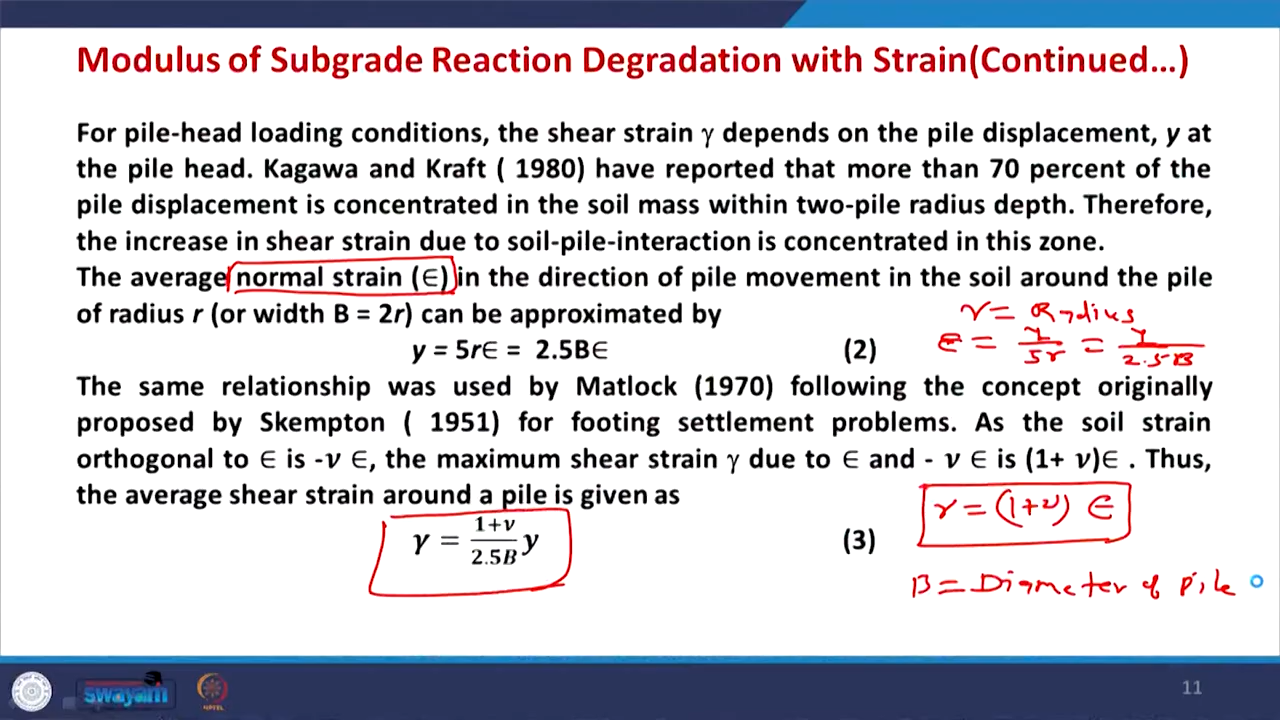 Modulus of Subgrade Reaction Degradation with Strain(Continued...)
For pile-head loading conditions, the shear strain γ depends on the pile displacement, y at
the pile head. Kagawa and Kraft ( 1980) have reported that more than 70 percent of the
pile displacement is concentrated in the soil mass within two-pile radius depth. Therefore,
the increase in shear strain due to soil-pile-interaction is concentrated in this zone.
The average normal strain (∈) in the direction of pile movement in the soil around the pile
of radius r (or width B = 2r) can be approximated by
r = Radius
y = 5r∈ = 2.5B∈ (2) ∈ = y/5r = y/2.5B
The same relationship was used by Matlock (1970) following the concept originally
proposed by Skempton ( 1951) for footing settlement problems. As the soil strain
orthogonal to ∈ is -ν ∈, the maximum shear strain γ due to ∈ and - ν ∈ is (1+ ν)∈ . Thus,
the average shear strain around a pile is given as
γ = (1+ν) ∈
γ = 1+ν/2.5B y (3)
B = Diameter of Pile
swayam
NPTEL
11